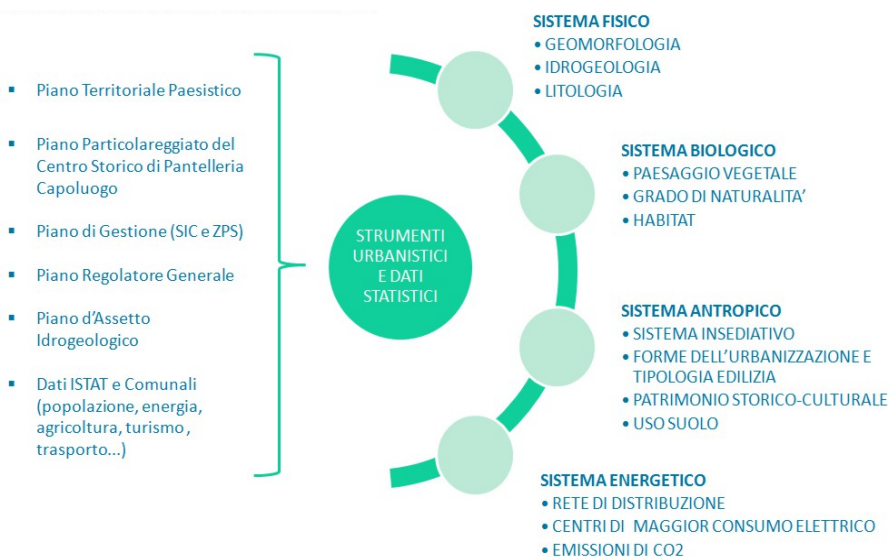 ▪ Piano Territoriale Paesistico
▪ Piano Particolareggiato del
Centro Storico di Pantelleria
Capoluogo
▪ Piano di Gestione (SIC e ZPS)
▪ Piano Regolatore Generale
▪ Piano d'Assetto
Idrogeologico
▪ Dati ISTAT e Comunali
(popolazione, energia,
agricoltura, turismo ,
trasporto...)
STRUMENTI
URBANISTICI
E DATI
STATISTICI
SISTEMA FISICO
• GEOMORFOLOGIA
• IDROGEOLOGIA
• LITOLOGIA
SISTEMA BIOLOGICO
• PAESAGGIO VEGETALE
• GRADO DI NATURALITA'
• HABITAT
SISTEMA ANTROPICO
• SISTEMA INSEDIATIVO
• FORME DELL'URBANIZZAZIONE E
TIPOLOGIA EDILIZIA
• PATRIMONIO STORICO-CULTURALE
• USO SUOLO
SISTEMA ENERGETICO
• RETE DI DISTRIBUZIONE
• CENTRI DI MAGGIOR CONSUMO ELETTRICO
• EMISSIONI DI CO2